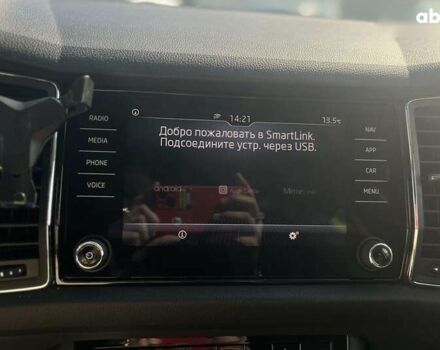 ab
RADIO
MEDIA
PHONE
VOICE
14:21
13.5°C
Добро пожаловать в SmartLink.
Подсоедините устр. через USB.
android
NAV
APP
CAR
MENU